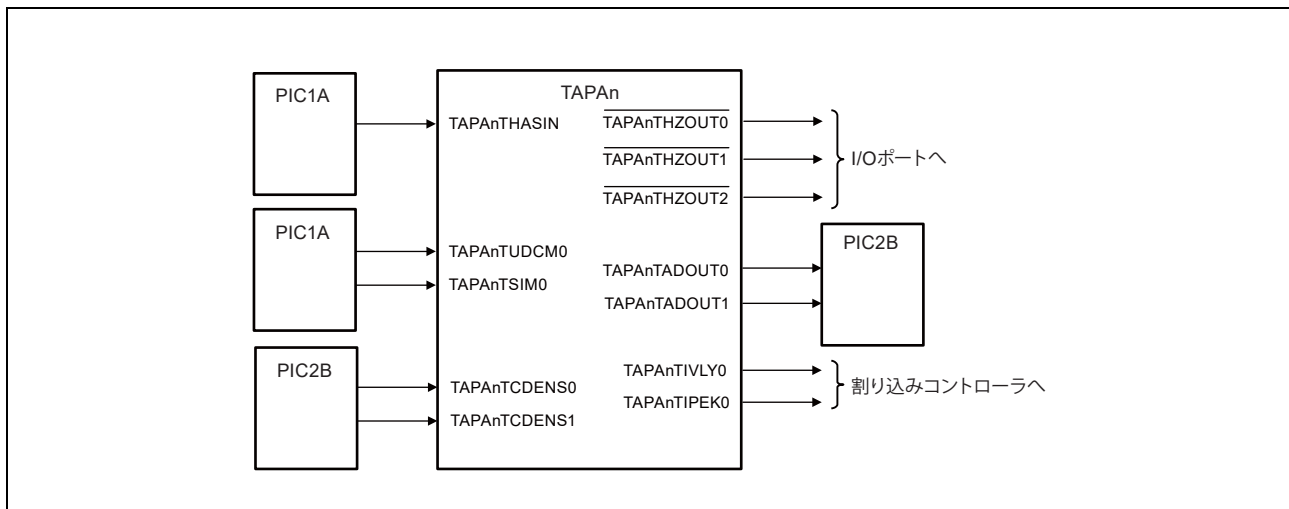 PIC1A
TAPAn
TAPAnTHASIN
TAPAnTHZOUT0
TAPAnTHZOUT1
TAPAnTHZOUT2
I/Oポートへ
PIC1A
TAPAnTUDCM0
TAPAnTSIM0
TAPAnTADOUT0
TAPAnTADOUT1
PIC2B
PIC2B
TAPAnTCDENS0
TAPAnTCDENS1
TAPAnTIVLY0
TAPAnTIPEK0
割り込みコントローラへ